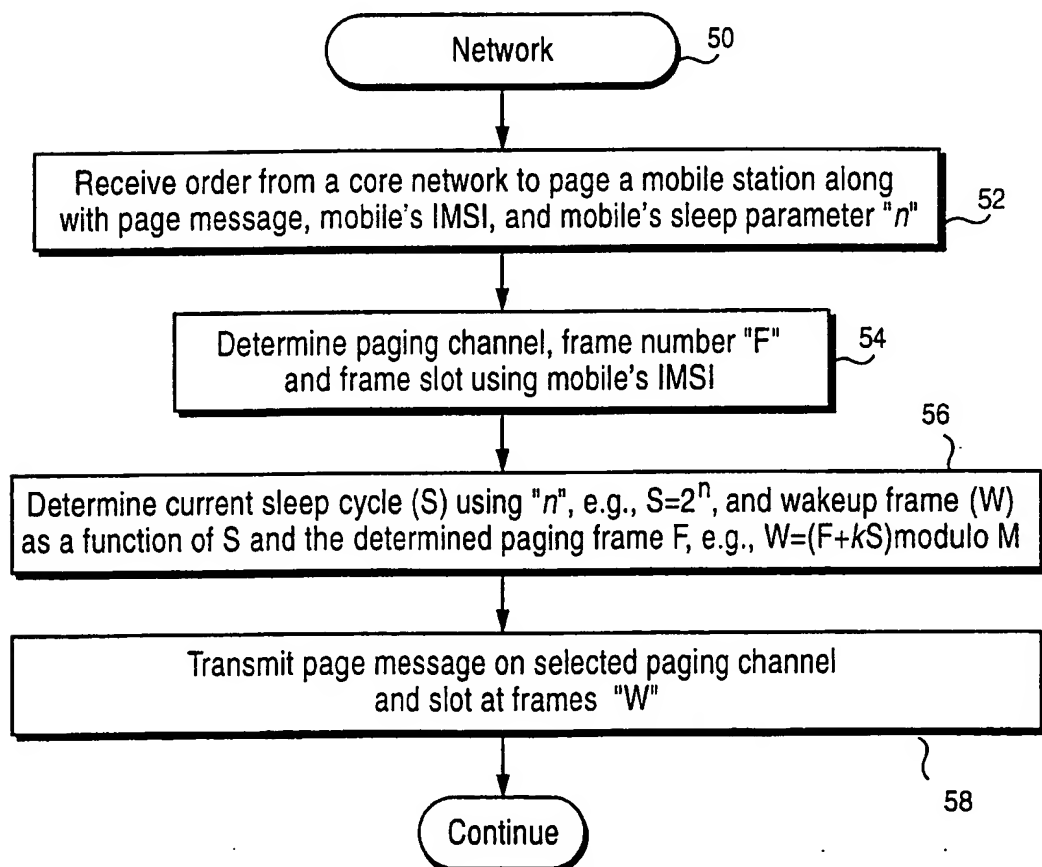 Network
50
Receive order from a core network to page a mobile station along
with page message, mobile's IMSI, and mobile's sleep parameter "n"
52
Determine paging channel, frame number "F"
and frame slot using mobile's IMSI
54
56
Determine current sleep cycle (S) using "n", e.g., S=2^n, and wakeup frame (W)
as a function of S and the determined paging frame F, e.g., W=(F+kS)modulo M
Transmit page message on selected paging channel
and slot at frames "W"
58
Continue